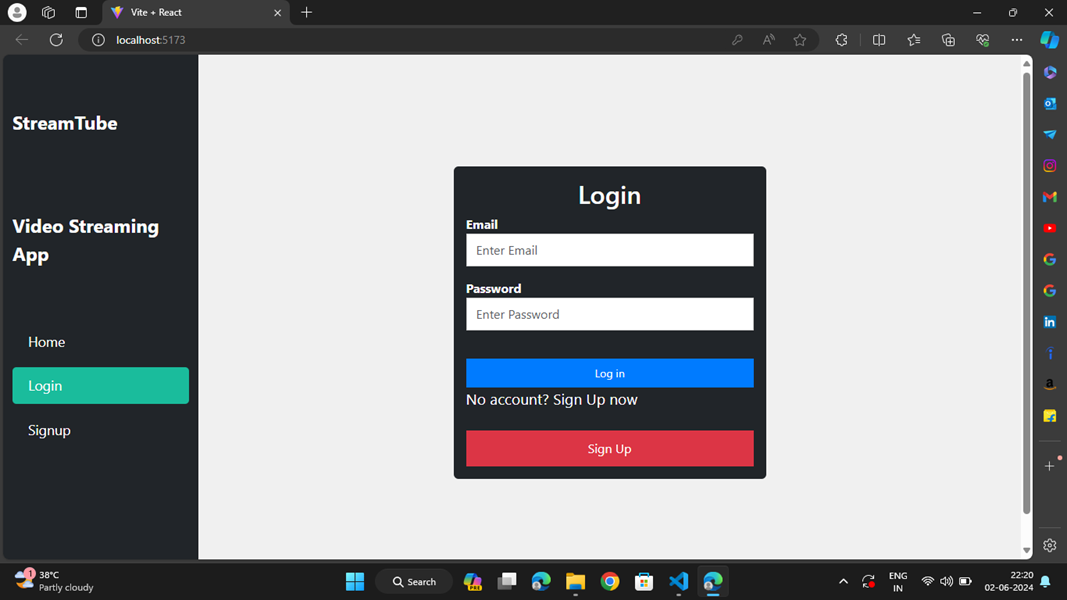 Vite + React
localhost:5173
StreamTube
Video Streaming
App
Home
Login
Signup
Login
Email
Enter Email
Password
Enter Password
Log in
No account? Sign Up now
Sign Up
1
38°C
Partly cloudy
Search
PRE
ENG
IN
22:20
02-06-2024